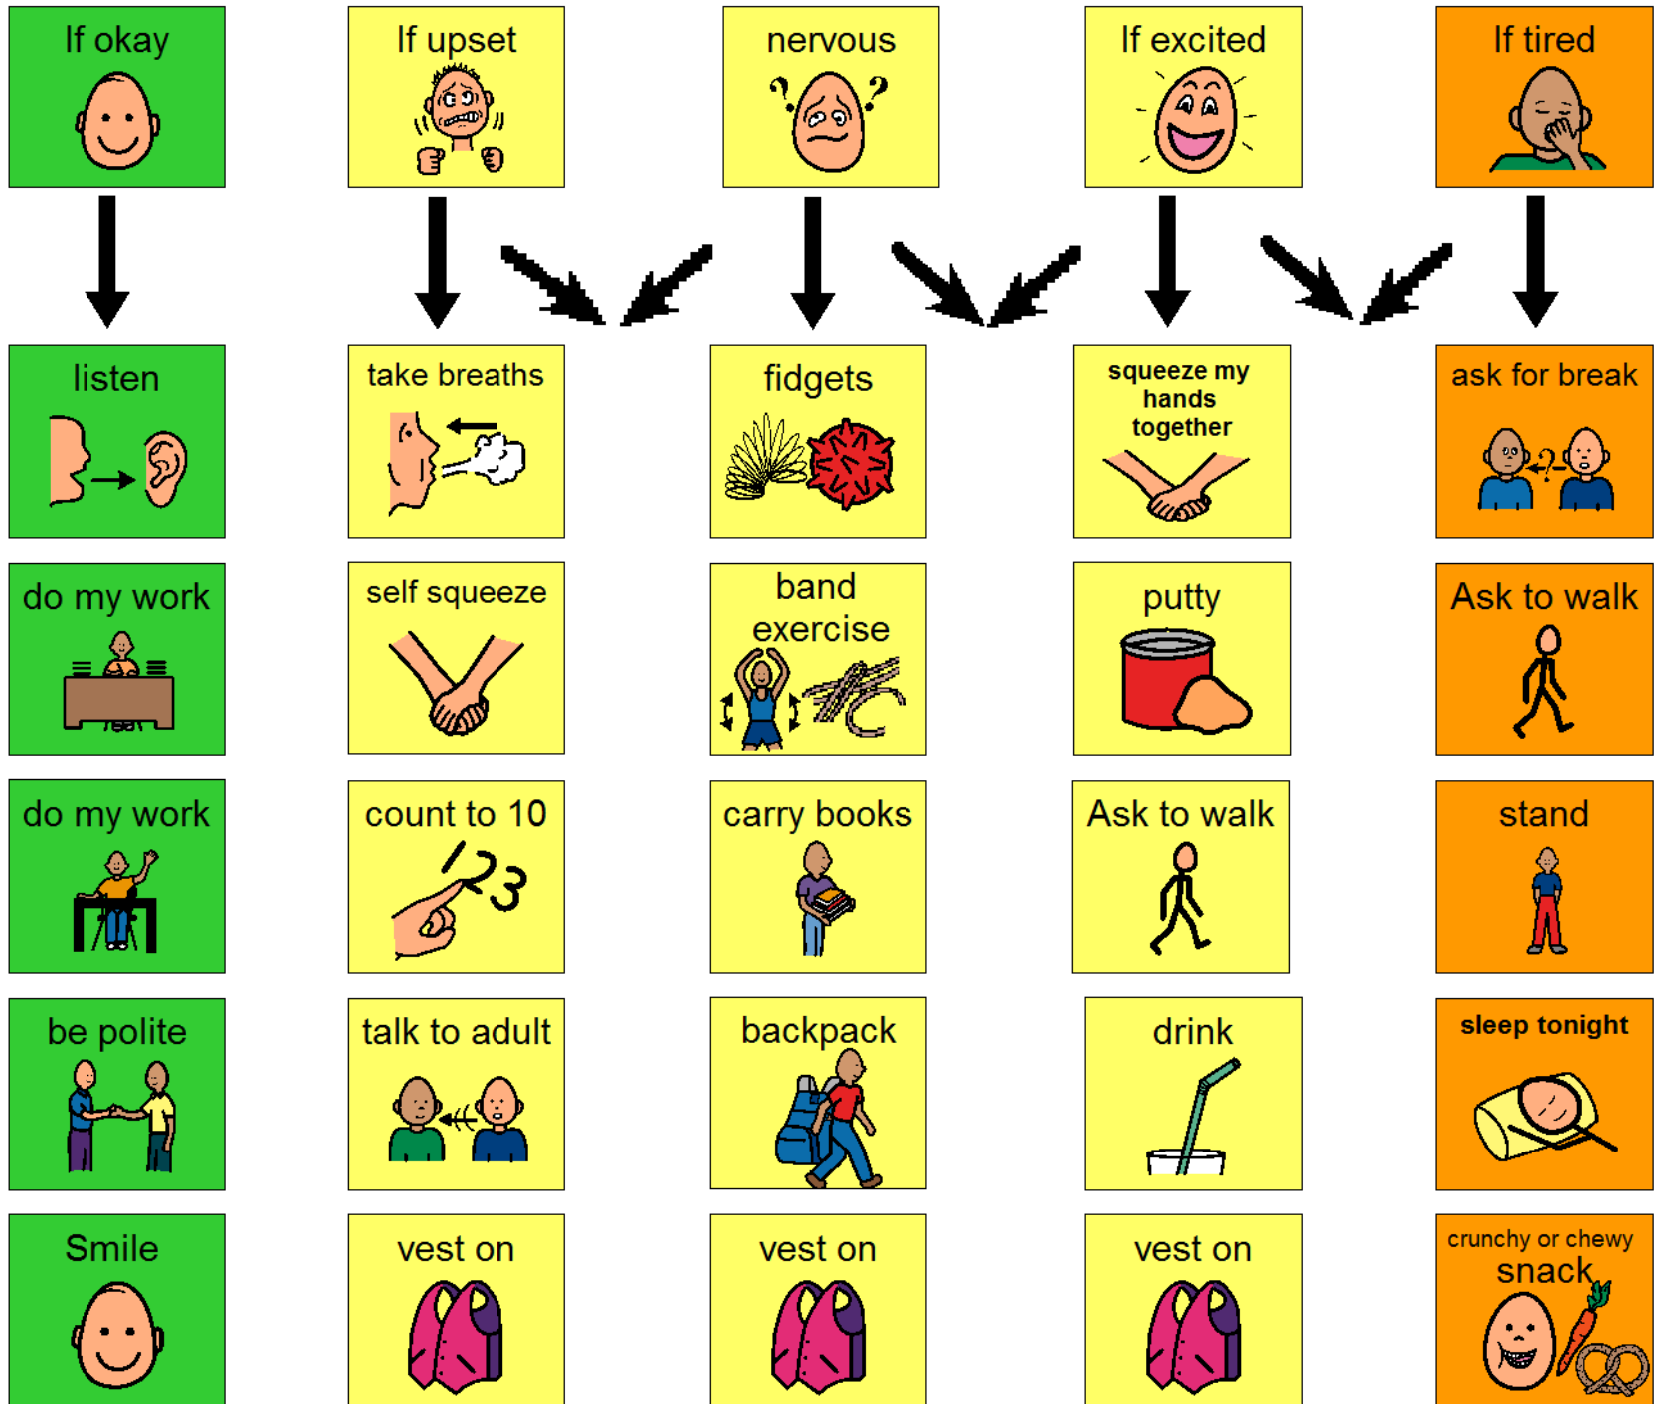 If okay
If upset
nervous
If excited
If tired
listen
take breaths
fidgets
squeeze my
hands
together
ask for break
do my work
self squeeze
band
exercise
putty
Ask to walk
do my work
count to 10
123
carry books
Ask to walk
stand
be polite
talk to adult
backpack
drink
sleep tonight
Smile
vest on
vest on
vest on
crunchy or chewy
snack